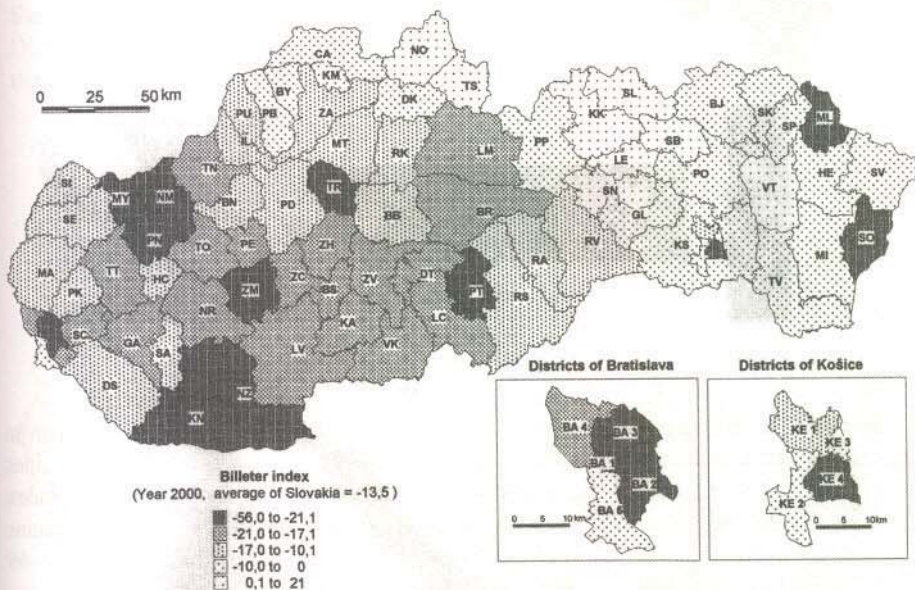 NO
CA
KM
TS
BY
DK
PU
PB
ZA
IL
0 25 50 km
SL
BJ
SK
KK
SP
ML
PP
SB
MT
RK
LM
LE
PO
HE
SV
TN
SN
VT
SI
MY
NM
TR
BN
PD
BB
BR
GL
SE
RV
KS
SO
PN
TO
PE
ZH
RA
MI
MA
TT
HC
ZC
BS
ZV
DT
PT
RS
TV
PK
ZM
NR
KA
LC
SC
GA
SA
LV
VK
DS
NZ
KN
Districts of Bratislava
BA 4
BA 3
BA 1
BA 2
BA 5
0 5 10 km
Districts of Košice
KE 1
KE 3
KE 4
KE 2
0 5 10km
Billeter index
(Year 2000, average of Slovakia = -13,5 )
-56,0 to -21,1
-21,0 to -17,1
-17,0 to -10,1
-10,0 to 0
0,1 to 21